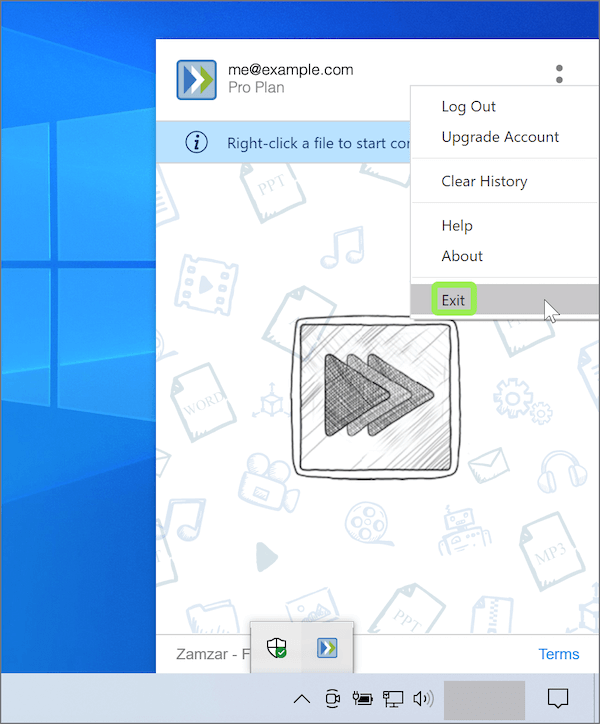 me@example.com
Pro Plan
Log Out
Upgrade Account
Right-click a file to start con
Clear History
Help
About
Exit
PPT
WORD
MP3
PPT
Zamzar - F
Terms